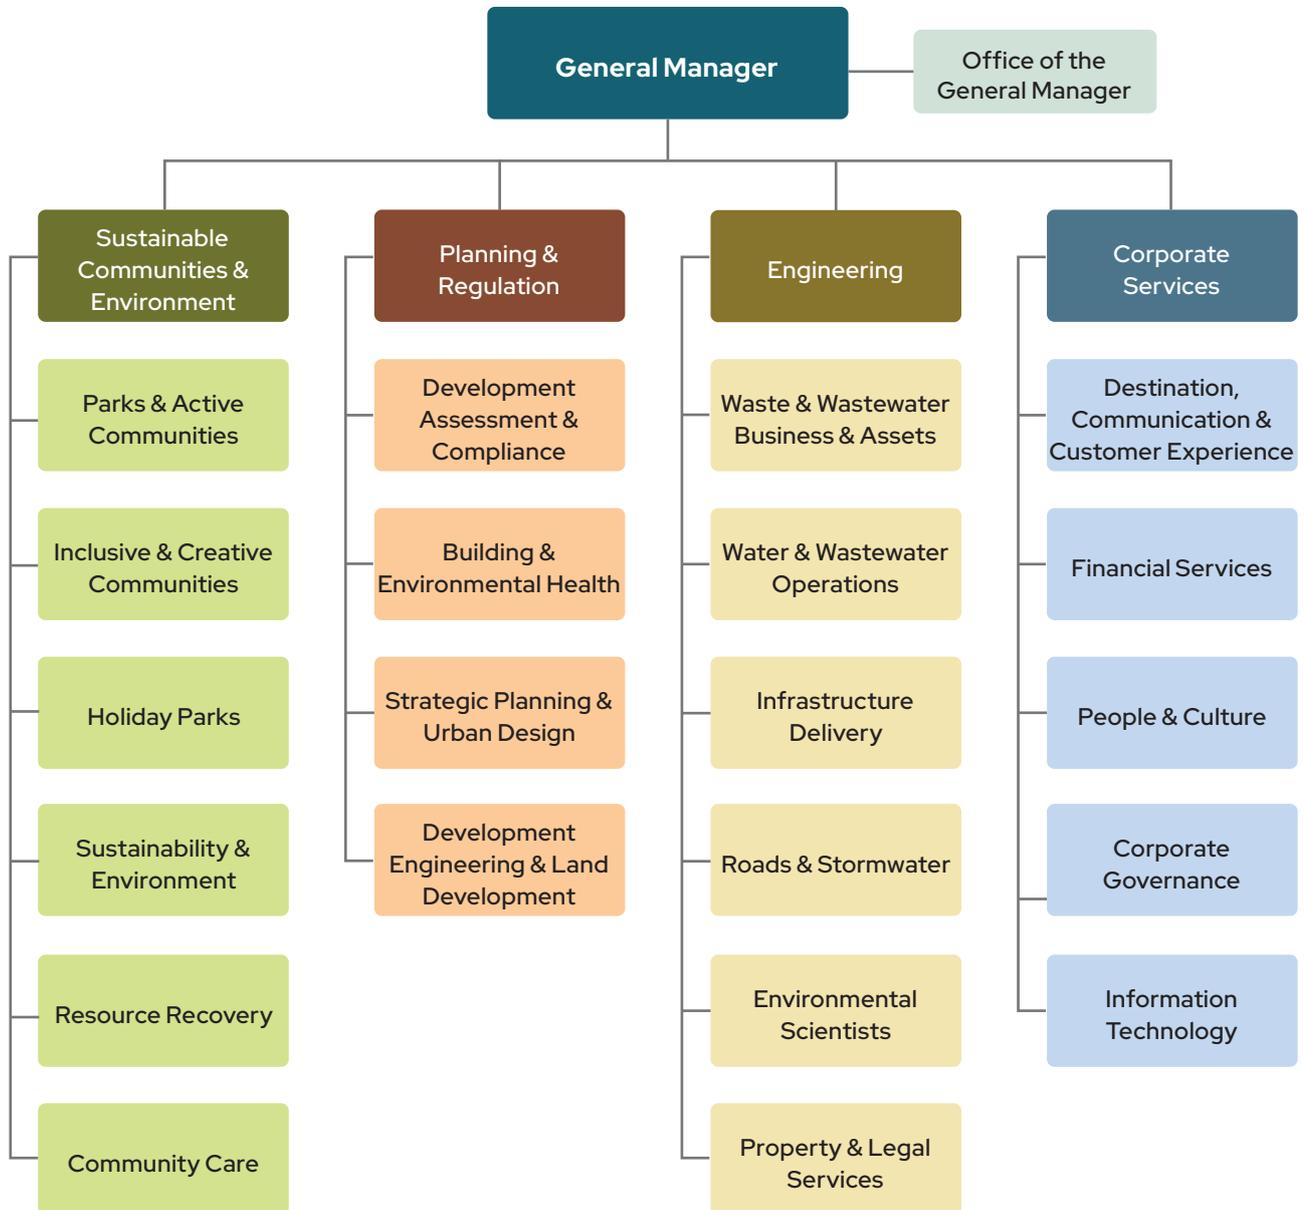 General Manager
Office of the
General Manager
Sustainable
Communities &
Environment
Parks & Active
Communities
Inclusive & Creative
Communities
Holiday Parks
Sustainability &
Environment
Resource Recovery
Community Care
Planning &
Regulation
Development
Assessment &
Compliance
Building &
Environmental Health
Strategic Planning &
Urban Design
Development
Engineering & Land
Development
Engineering
Waste & Wastewater
Business & Assets
Water & Wastewater
Operations
Infrastructure
Delivery
Roads & Stormwater
Environmental
Scientists
Property & Legal
Services
Corporate
Services
Destination,
Communication &
Customer Experience
Financial Services
People & Culture
Corporate
Governance
Information
Technology